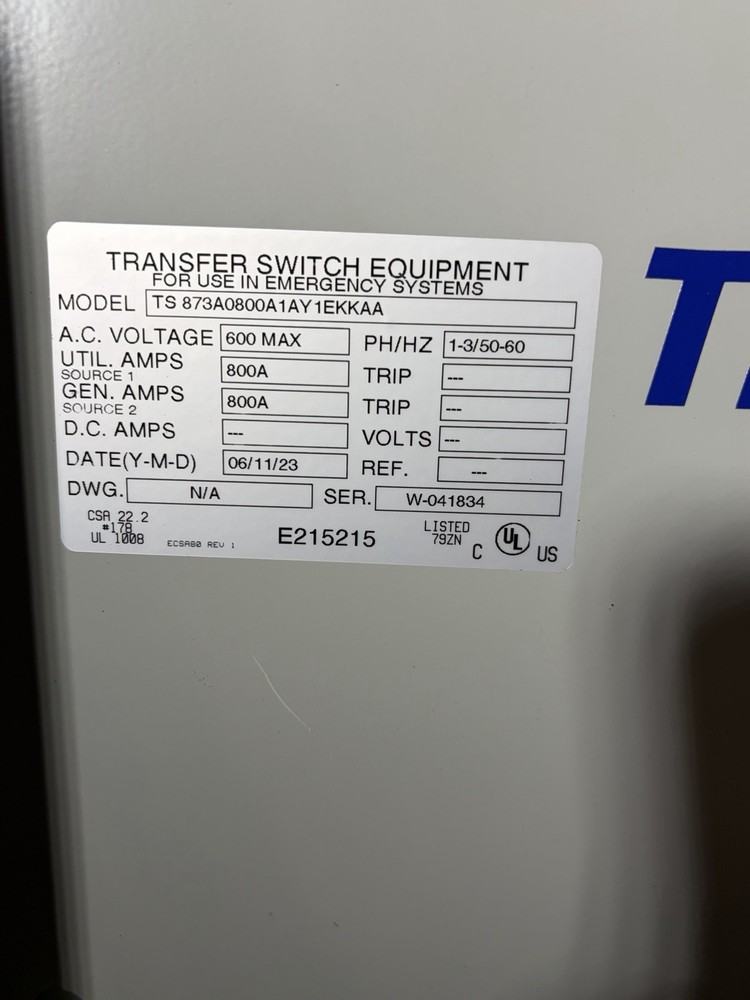 TRANSFER SWITCH EQUIPMENT
FOR USE IN EMERGENCY SYSTEMS
MODEL TS 873A0800A1AY1EKKAA
A.C. VOLTAGE 600 MAX PH/HZ 1-3/50-60
UTIL. AMPS 800A TRIP ---
SOURCE 1
GEN. AMPS 800A TRIP ---
SOURCE 2
D.C. AMPS --- VOLTS ---
DATE(Y-M-D) 06/11/23 REF. ---
DWG. N/A SER. W-041834
CSA 22.2
#178
UL 1008
ECSA80 REV 1
E215215
LISTED
79ZN
C UL US
T